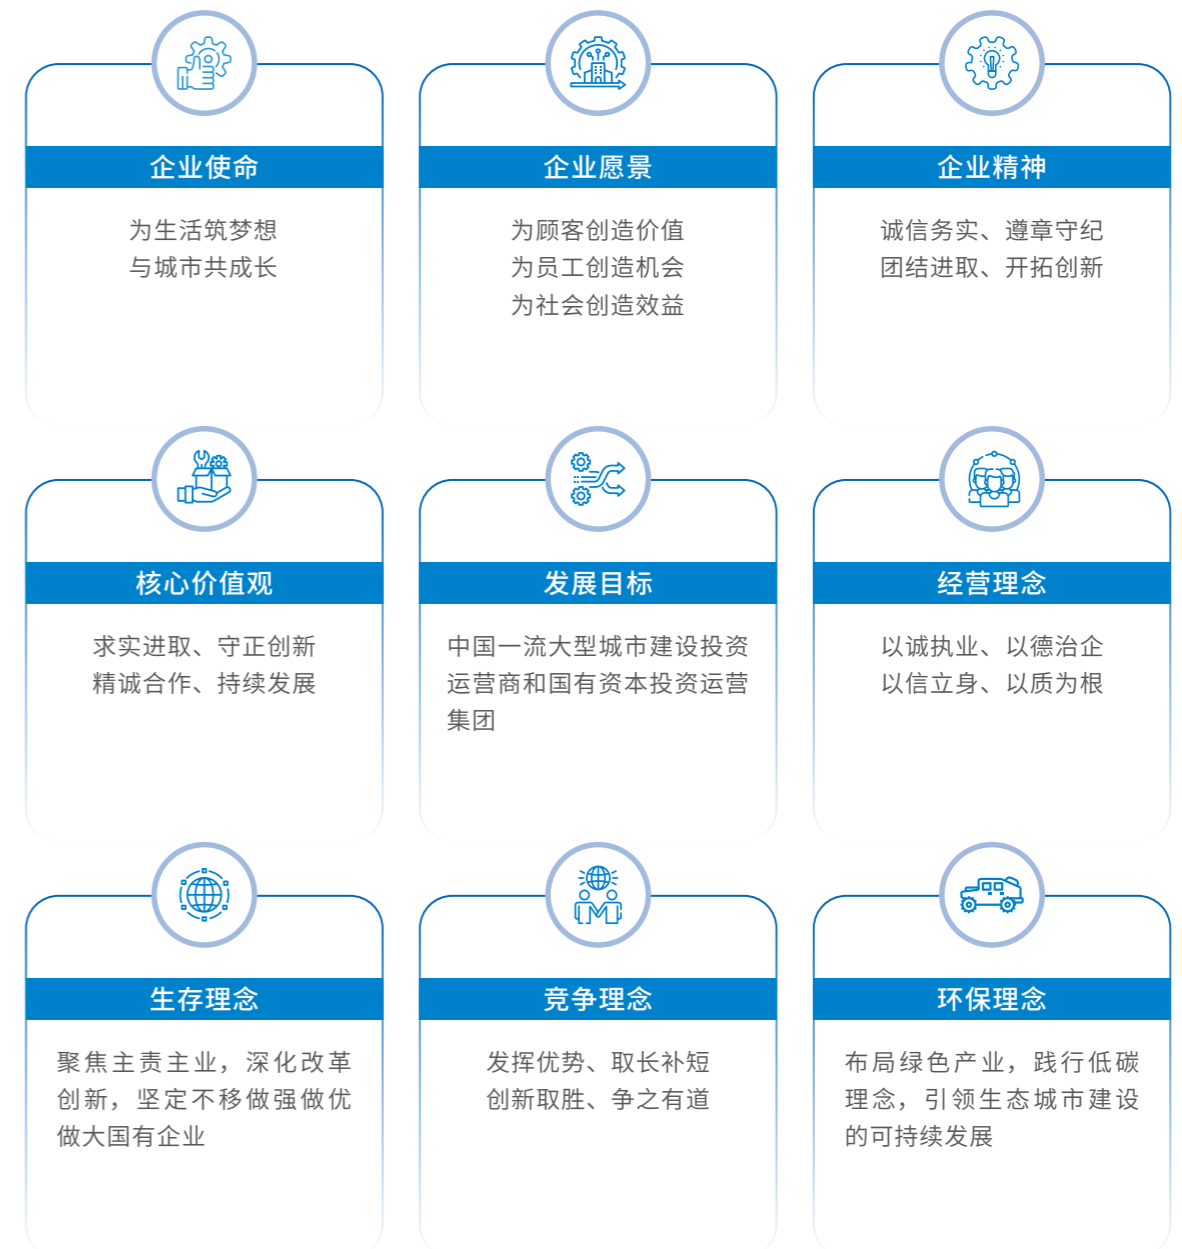 企业使命
为生活筑梦想
与城市共成长
企业愿景
为顾客创造价值
为员工创造机会
为社会创造效益
企业精神
诚信务实、遵章守纪
团结进取、开拓创新
核心价值观
求实进取、守正创新
精诚合作、持续发展
发展目标
中国一流大型城市建设投资
运营商和国有资本投资运营
集团
经营理念
以诚执业、以德治企
以信立身、以质为根
生存理念
聚焦主责主业，深化改革
创新，坚定不移做强做优
做大国有企业
竞争理念
发挥优势、取长补短
创新取胜、争之有道
环保理念
布局绿色产业，践行低碳
理念，引领生态城市建设
的可持续发展